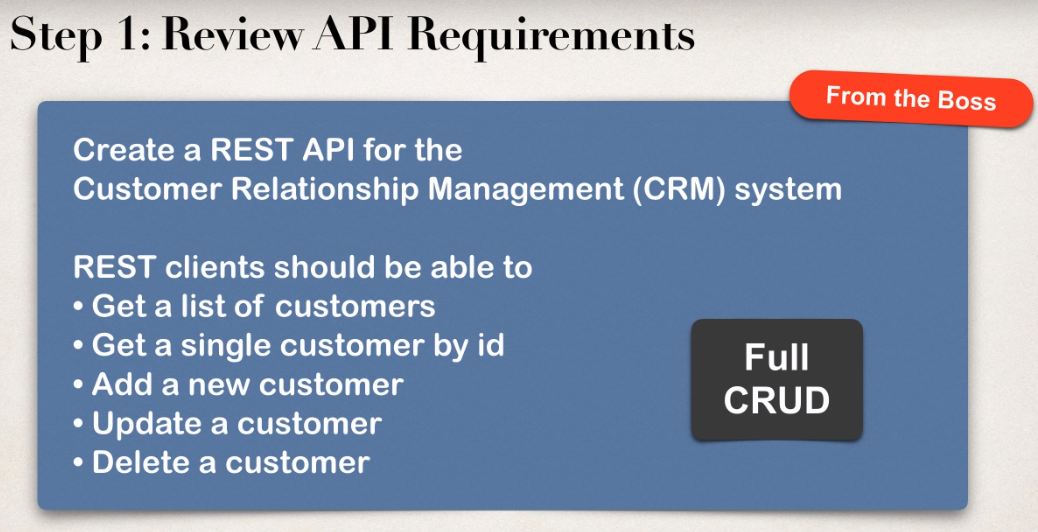 Step 1: Review API Requirements
From the Boss
Create a REST API for the
Customer Relationship Management (CRM) system
REST clients should be able to
• Get a list of customers
• Get a single customer by id
• Add a new customer
• Update a customer
• Delete a customer
Full
CRUD